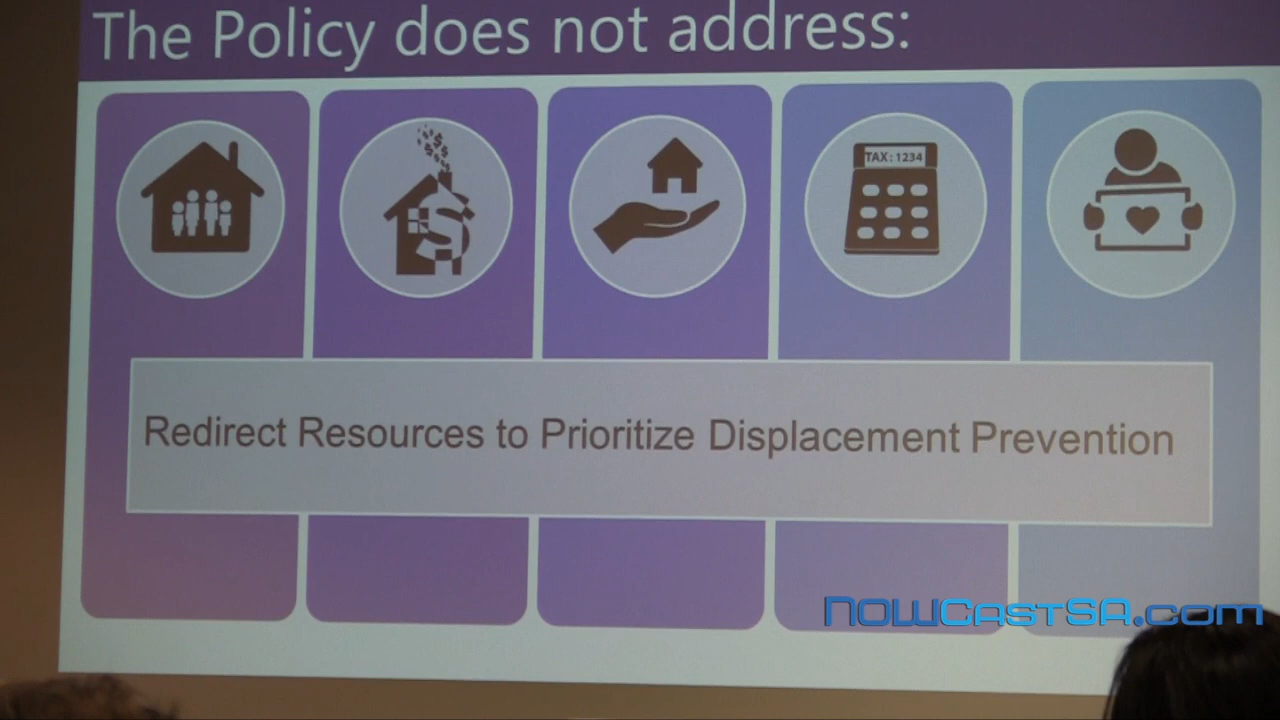 The Policy does not address:
TAX: 1234
Redirect Resources to Prioritize Displacement Prevention
NOWCastSA.com